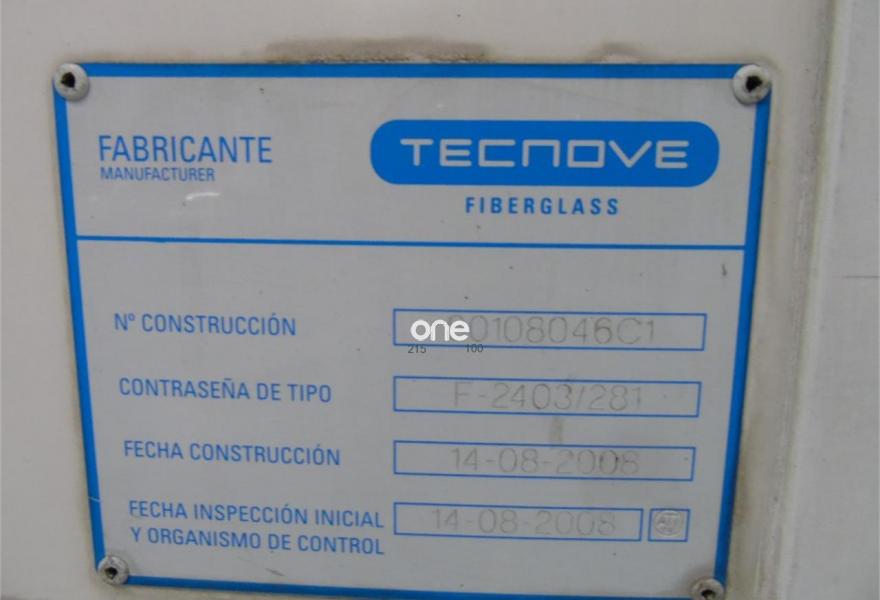 FABRICANTE
MANUFACTURER
TECNOVE
FIBERGLASS
Nº CONSTRUCCIÓN
one
215 100
CONTRASEÑA DE TIPO F-2403/281
FECHA CONSTRUCCIÓN 14-08-2008
FECHA INSPECCIÓN INICIAL 14-08-2008
Y ORGANISMO DE CONTROL